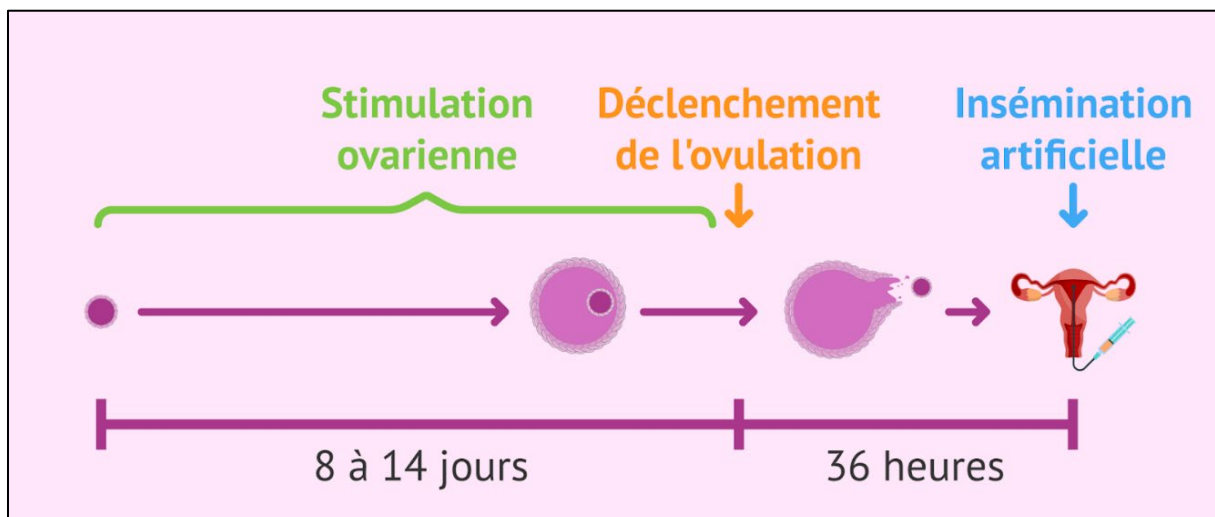 Stimulation
ovarienne
Déclenchement
de l'ovulation
Insémination
artificielle
8 à 14 jours
36 heures